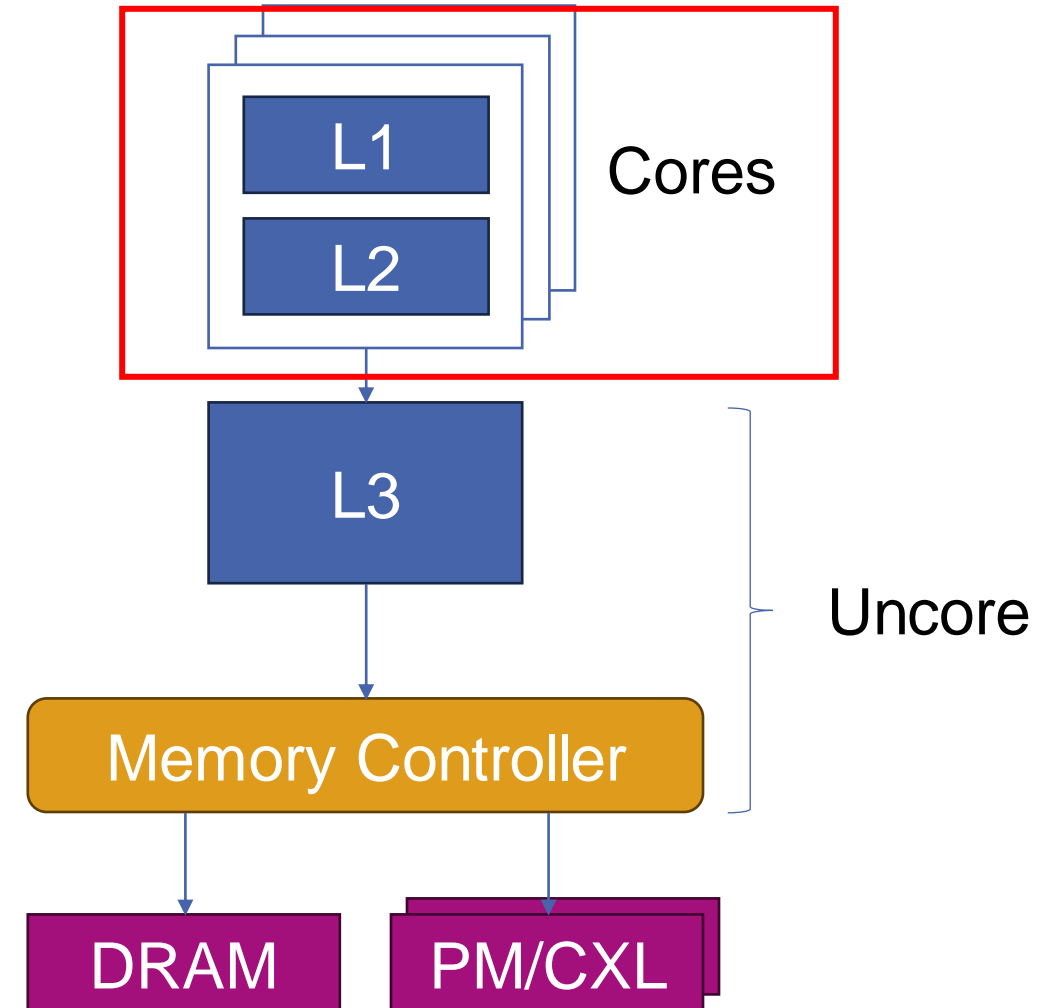 L1
Cores
L2
L3
Uncore
Memory Controller
DRAM
PM/CXL